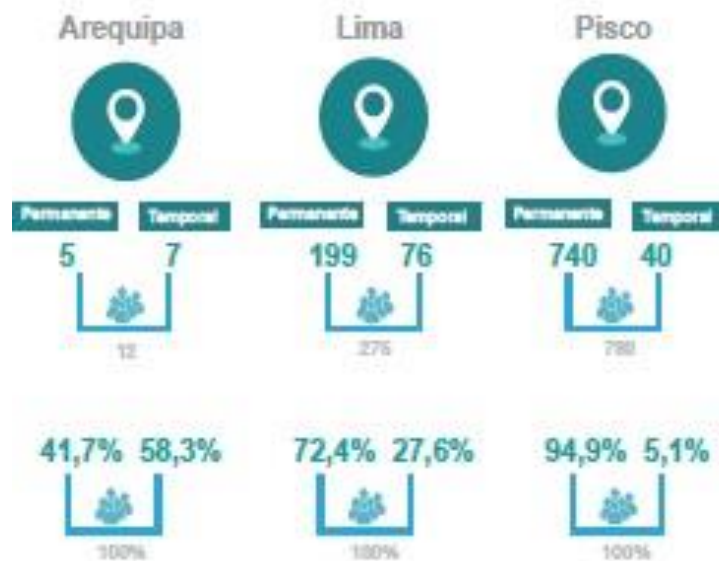 Arequipa Lima Pisco
Permanente Temporal Permanente Temporal Permanente Temporal
5 7 199 76 740 40
12 275 780
41,7% 58,3% 72,4% 27,6% 94,9% 5,1%
100% 100% 100%